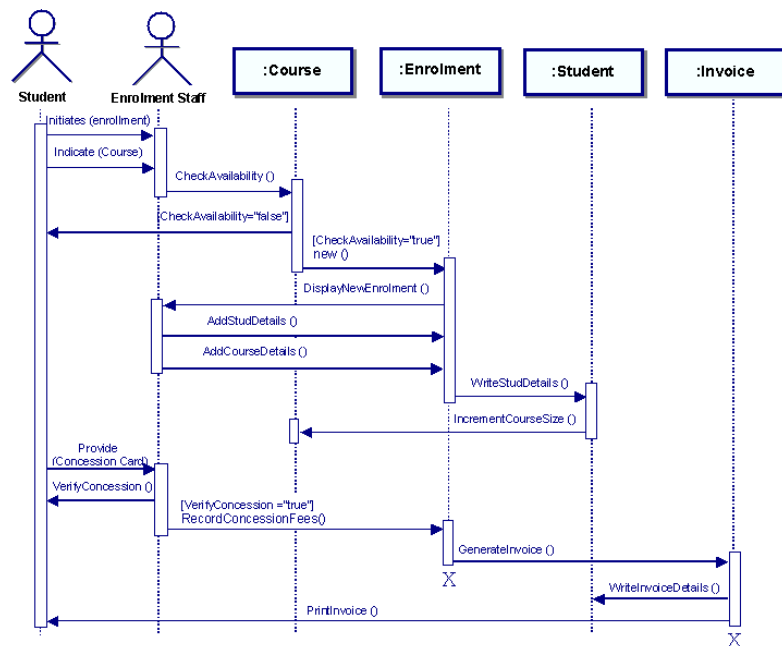 :Course
:Enrolment
:Student
:Invoice
Student
Enrolment Staff
Initiates (enrollment)
Indicate (Course)
CheckAvailability ()
[CheckAvailability="false"]
[CheckAvailability="true"]
new ()
DisplayNewEnrolment ()
AddStudDetails ()
AddCourseDetails ()
WriteStudDetails ()
IncrementCourseSize ()
Provide
(Concession Card)
VerifyConcession ()
[VerifyConcession ="true"]
RecordConcessionFees()
GenerateInvoice ()
X
WriteInvoiceDetails ()
PrintInvoice ()
X